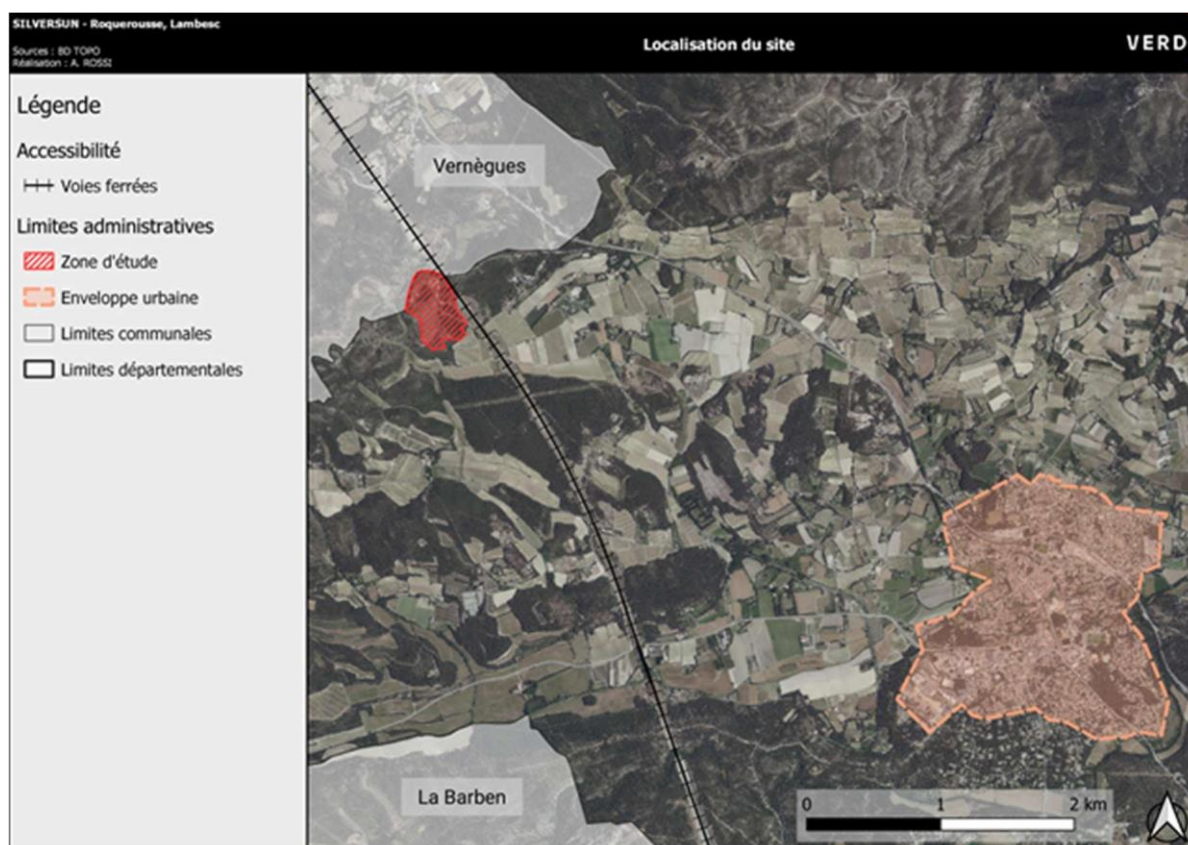 SILVERSUN - Roquerousse, Lambesc
Sources : BD TOPO
Réalisation : A. ROSSI
Localisation du site
VERD
Légende
Accessibilité
Voies ferrées
Limites administratives
Zone d'étude
Enveloppe urbaine
Limites communales
Limites départementales
Vernègues
La Barben
0 1 2 km